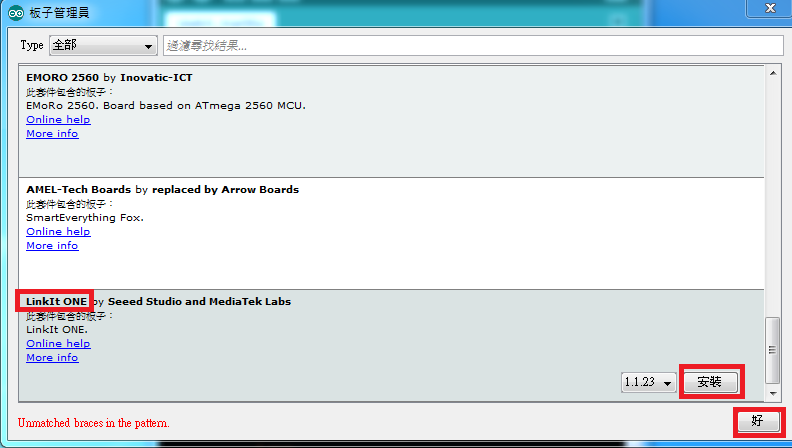 板子管理員
Type 全部 過濾尋找結果...
EMORO 2560 by Inovatic-ICT
此套件包含的板子：
EMoRo 2560. Board based on ATmega 2560 MCU.
Online help
More info
AMEL-Tech Boards by replaced by Arrow Boards
此套件包含的板子：
SmartEverything Fox.
Online help
More info
LinkIt ONE by Seeed Studio and MediaTek Labs
此套件包含的板子：
LinkIt ONE.
Online help
More info
1.1.23 安裝
Unmatched braces in the pattern.
好